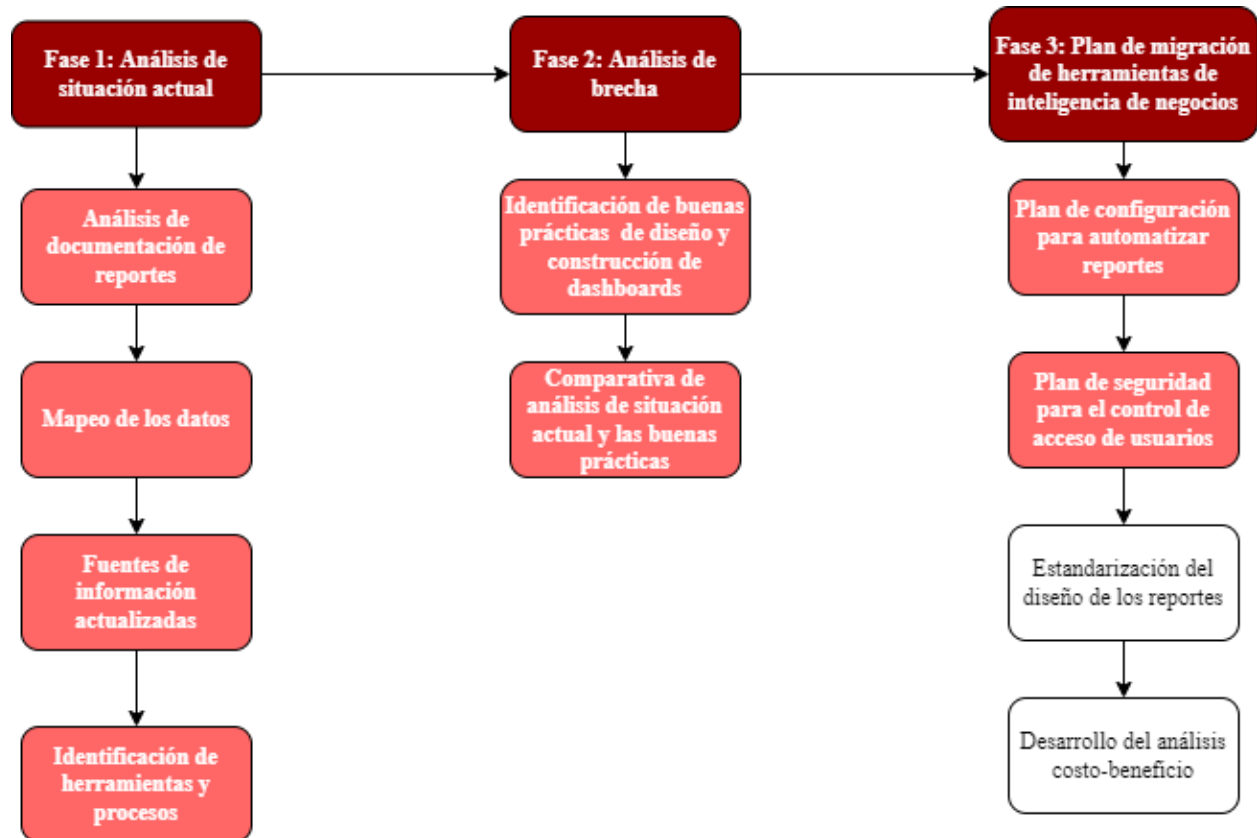 Fase 1: Análisis de
situación actual
Fase 2: Análisis de
brecha
Fase 3: Plan de migración
de herramientas de
inteligencia de negocios
Análisis de
documentación de
reportes
Mapeo de los datos
Fuentes de
información
actualizadas
Identificación de
herramientas y
procesos
Identificación de buenas
prácticas de diseño y
construcción de
dashboards
Comparativa de
análisis de situación
actual y las buenas
prácticas
Plan de configuración
para automatizar
reportes
Plan de seguridad
para el control de
acceso de usuarios
Estandarización del
diseño de los reportes
Desarrollo del análisis
costo-beneficio